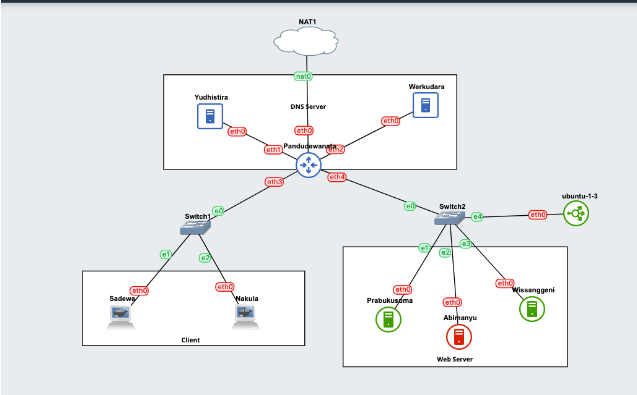 NAT1
nat0
Yudhistira
Werkudara
DNS Server
eth0
eth0
eth0
eth1
Pandudewanata
eth2
eth3
eth4
Switch1
e0
e0
Switch2
e4
eth0
ubuntu-1-3
e1
e2
e1
e2
e3
eth0
eth0
eth0
eth0
eth0
Sadewa
Nakula
Prabukusuma
Abimanyu
Wissanggeni
Client
Web Server